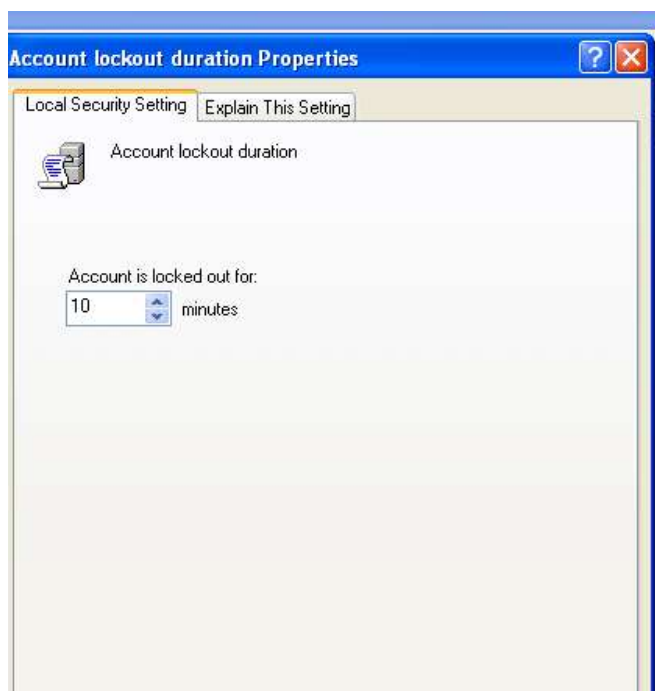 Account lockout duration Properties
Local Security Setting
Explain This Setting
Account lockout duration
Account is locked out for:
10 minutes